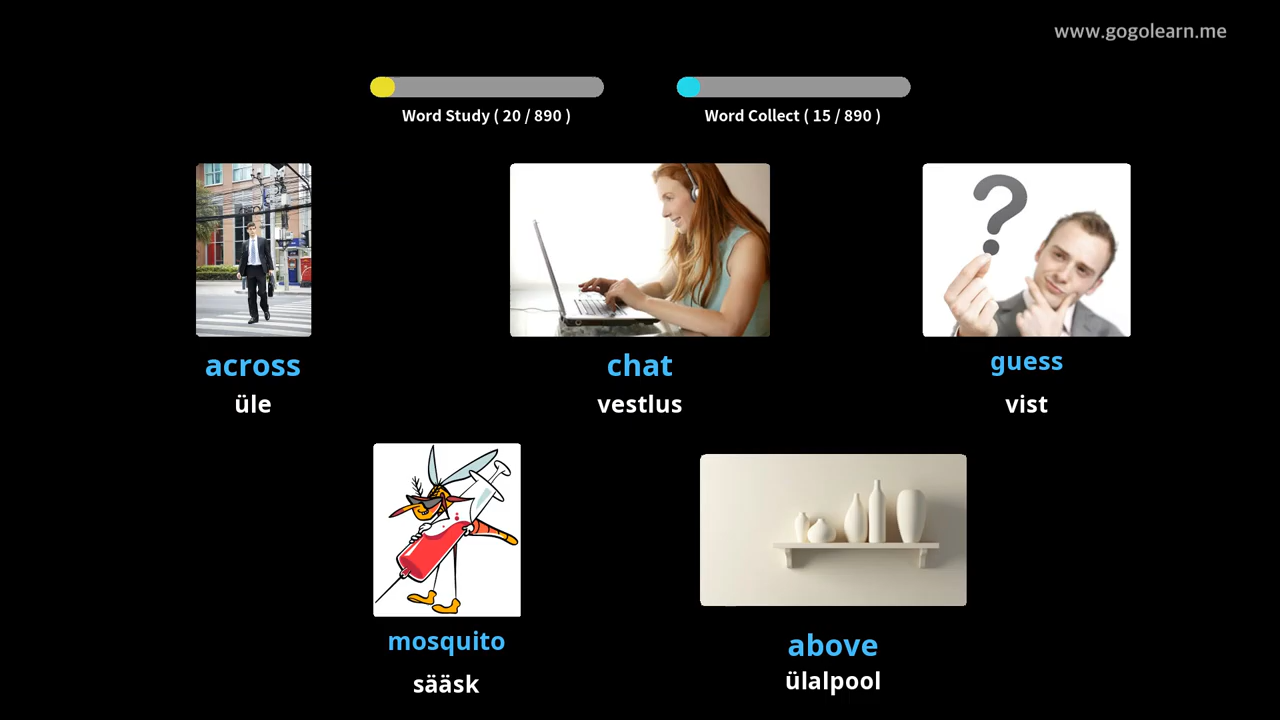 www.gogolearn.me
Word Study ( 20 / 890 )
Word Collect ( 15 / 890 )
across
üle
chat
vestlus
guess
vist
mosquito
sääsk
above
ülalpool